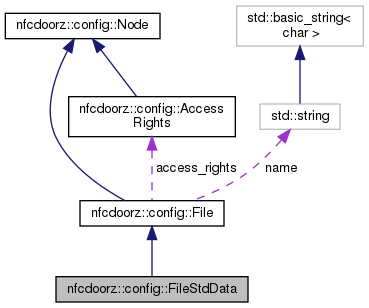 nfcdoorz::config::Node
std::basic_string<
char >
nfcdoorz::config::Access
Rights
std::string
access_rights
name
nfcdoorz::config::File
nfcdoorz::config::FileStdData